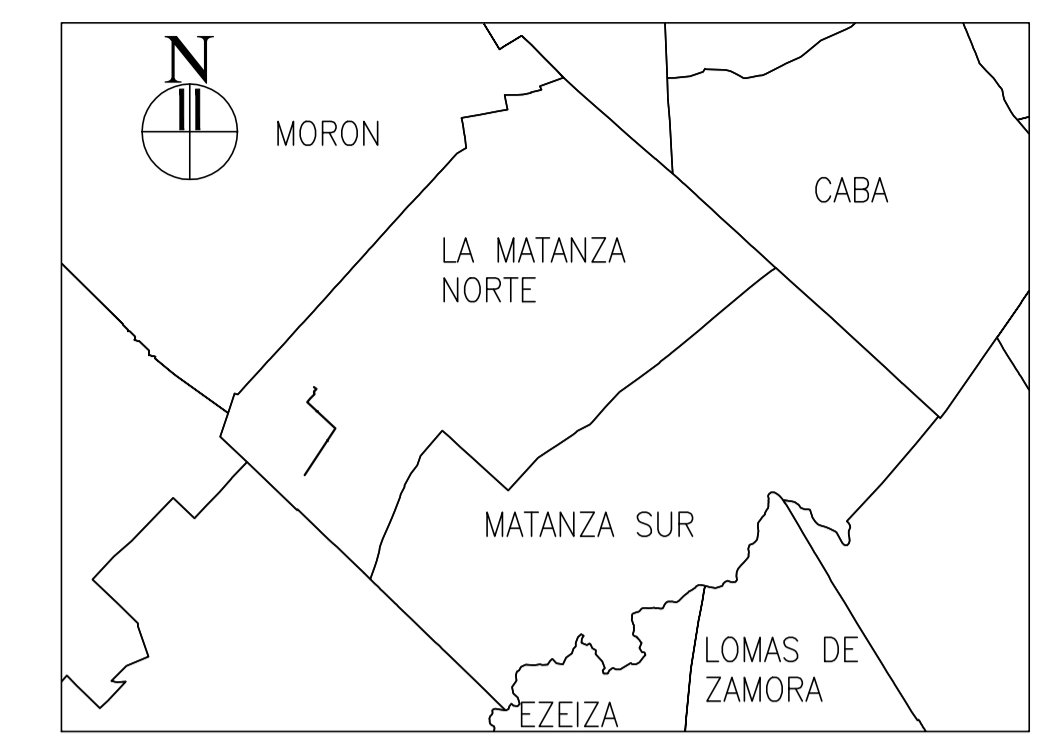 N
MORON
CABA
LA MATANZA
NORTE
MATANZA SUR
LOMAS DE
ZAMORA
EZEIZA